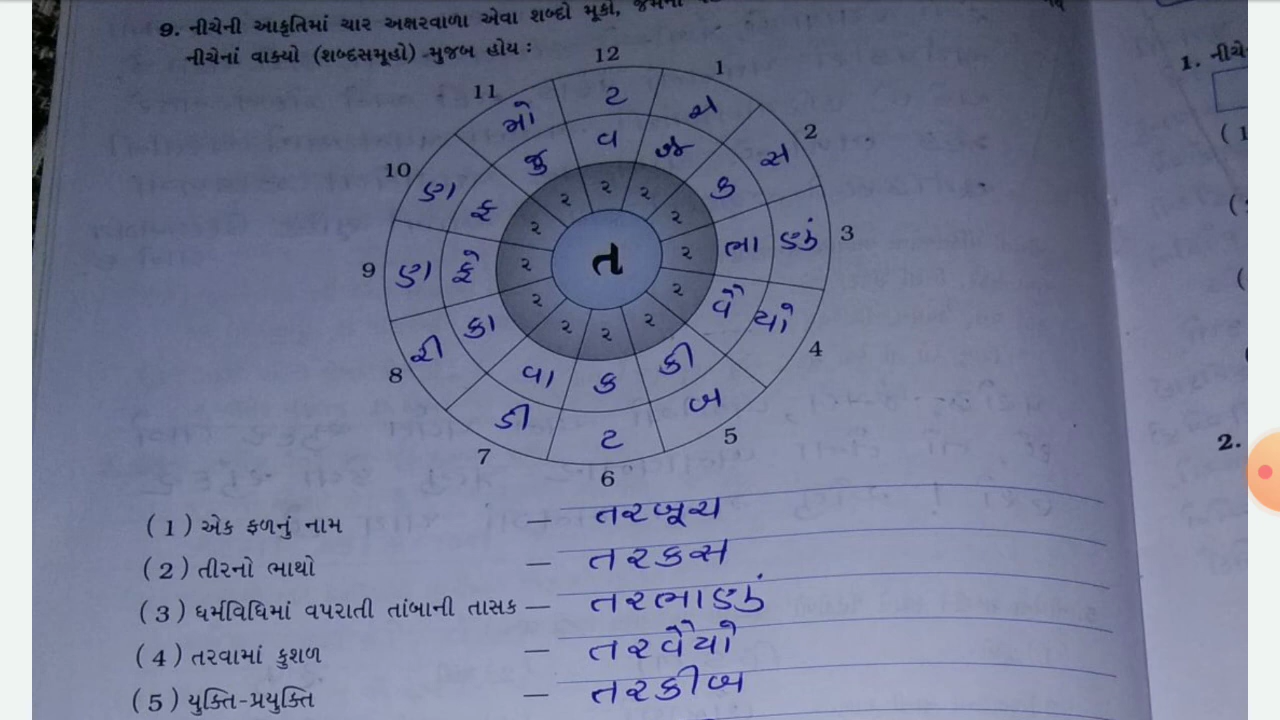 9. નીચેની આકૃતિમાં ચાર અક્ષરવાળા એવા શબ્દો મૂકો,
નીચેનાં વાક્યો (શબ્દસમૂહો) મુજબ હોય :
12
1
11
ટ
મો
ચ
2
વ
જુ
સ
10
ણ
ફ
ર
ર
ર
ક
ર
ર
3
ભા
ડું
ર
ત
9
ણ
ફે
ર
ર
ર
ર
ર
ર
વૈ
યો
4
8
રી
કા
વા
ક
કી
બ
5
7
ડી
ટ
6
( 1 ) એક ફળનું નામ – તરબૂચ
( 2 ) તીરનો ભાથો – તરકસ
( 3 ) ધર્મવિધિમાં વપરાતી તાંબાની તાસક – તરભાણું
( 4 ) તરવામાં કુશળ – તરવૈયો
( 5 ) યુક્તિ-પ્રયુક્તિ – તરકીબ
1. નીચે
( 1
2.